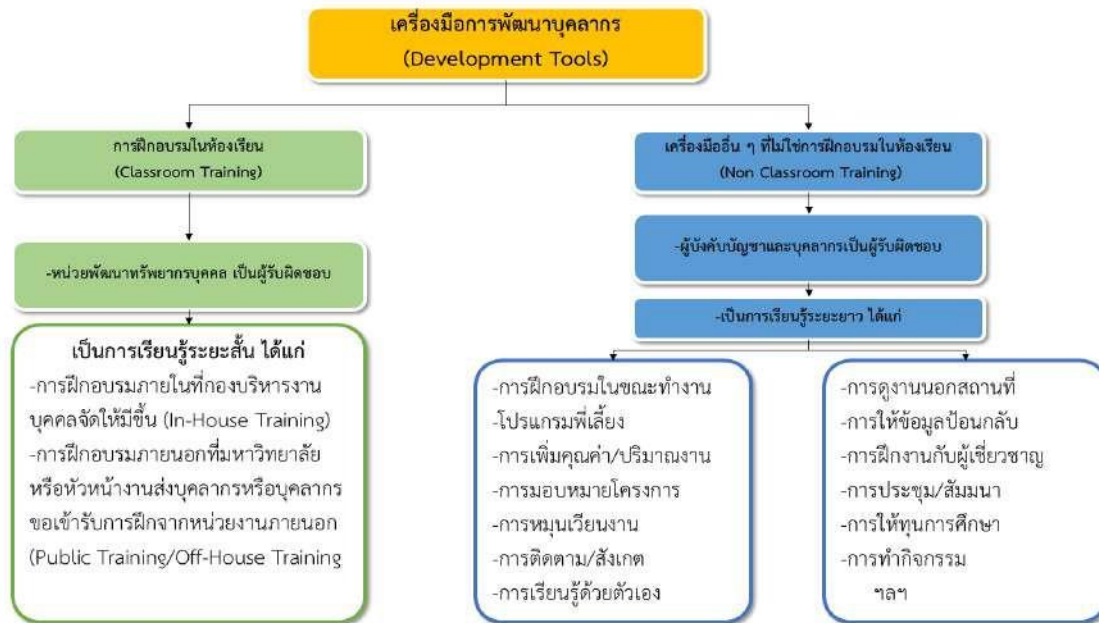 เครื่องมือการพัฒนาบุคลากร
(Development Tools)
การฝึกอบรมในห้องเรียน
(Classroom Training)
เครื่องมืออื่น ๆ ที่ไม่ใช่การฝึกอบรมในห้องเรียน
(Non Classroom Training)
-หน่วยพัฒนาทรัพยากรบุคคล เป็นผู้รับผิดชอบ
-ผู้บังคับบัญชาและบุคลากรเป็นผู้รับผิดชอบ
-เป็นการเรียนรู้ระยะยาว ได้แก่
เป็นการเรียนรู้ระยะสั้น ได้แก่
-การฝึกอบรมภายในที่กองบริหารงาน
บุคคลจัดให้มีขึ้น (In-House Training)
-การฝึกอบรมภายนอกที่มหาวิทยาลัย
หรือหัวหน้างานส่งบุคลากรหรือบุคลากร
ขอเข้ารับการฝึกจากหน่วยงานภายนอก
(Public Training/Off-House Training
-การฝึกอบรมในขณะทำงาน
-โปรแกรมพี่เลี้ยง
-การเพิ่มคุณค่า/ปริมาณงาน
-การมอบหมายโครงการ
-การหมุนเวียนงาน
-การติดตาม/สังเกต
-การเรียนรู้ด้วยตัวเอง
-การดูงานนอกสถานที่
-การให้ข้อมูลป้อนกลับ
-การฝึกงานกับผู้เชี่ยวชาญ
-การประชุม/สัมมนา
-การให้ทุนการศึกษา
-การทำกิจกรรม
ฯลฯ